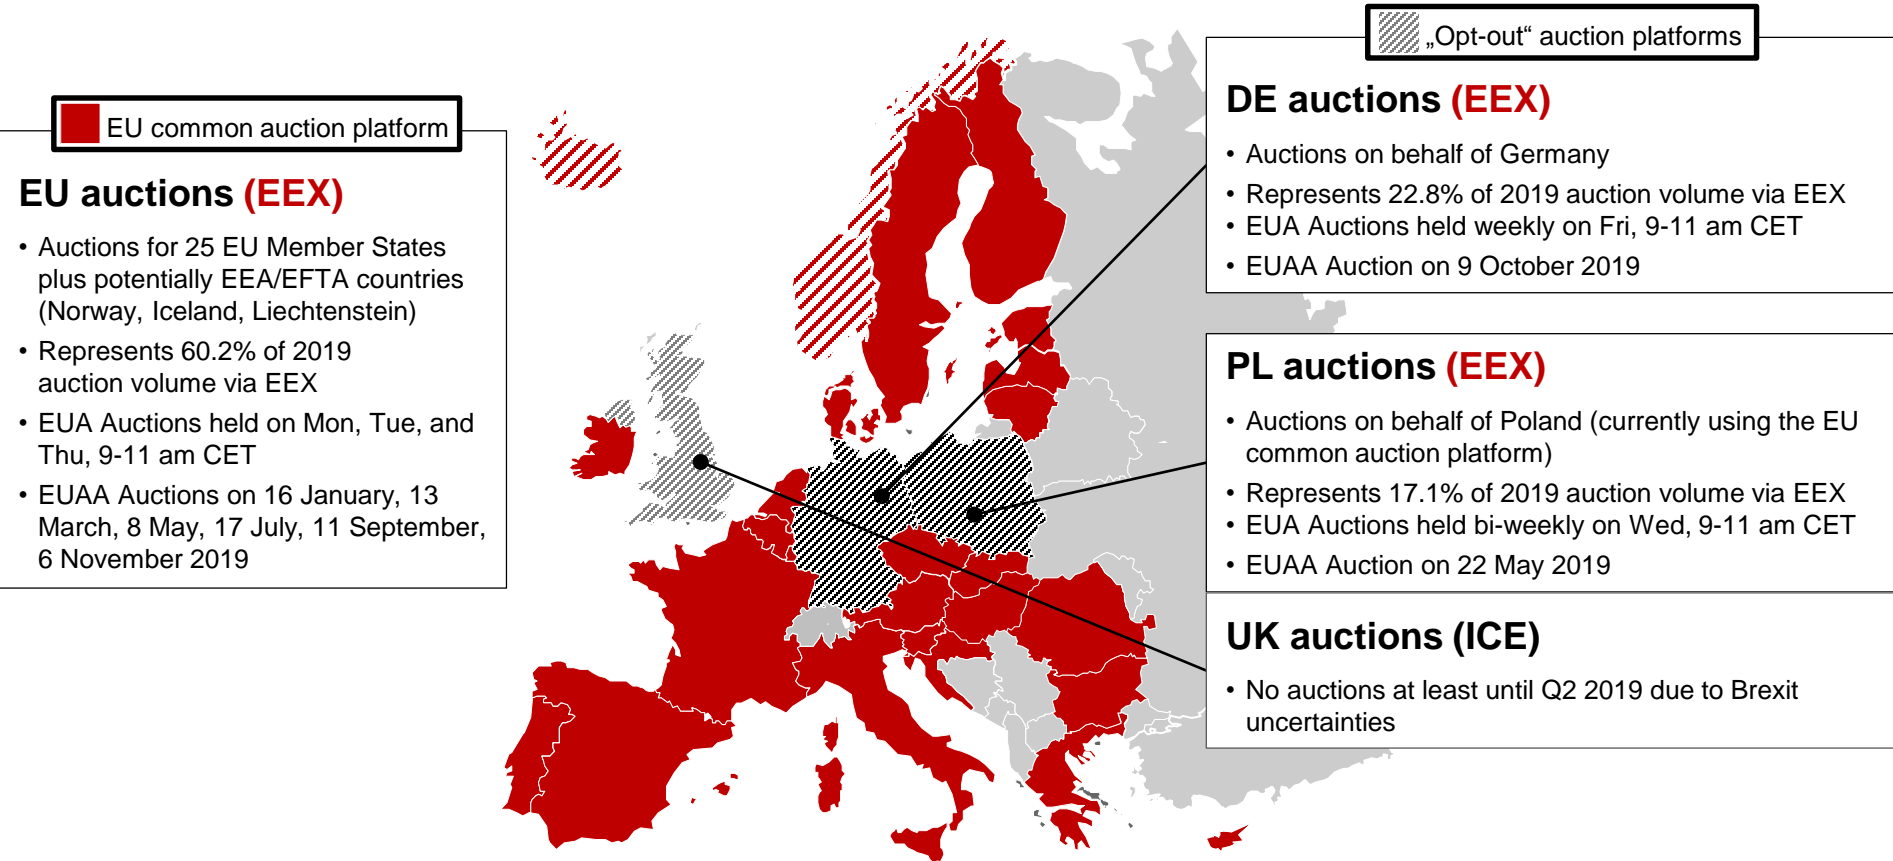 EU common auction platform
EU auctions (EEX)
• Auctions for 25 EU Member States
plus potentially EEA/EFTA countries
(Norway, Iceland, Liechtenstein)
• Represents 60.2% of 2019
auction volume via EEX
• EUA Auctions held on Mon, Tue, and
Thu, 9-11 am CET
• EUAA Auctions on 16 January, 13
March, 8 May, 17 July, 11 September,
6 November 2019
„Opt-out“ auction platforms
DE auctions (EEX)
• Auctions on behalf of Germany
• Represents 22.8% of 2019 auction volume via EEX
• EUA Auctions held weekly on Fri, 9-11 am CET
• EUAA Auction on 9 October 2019
PL auctions (EEX)
• Auctions on behalf of Poland (currently using the EU
common auction platform)
• Represents 17.1% of 2019 auction volume via EEX
• EUA Auctions held bi-weekly on Wed, 9-11 am CET
• EUAA Auction on 22 May 2019
UK auctions (ICE)
• No auctions at least until Q2 2019 due to Brexit
uncertainties